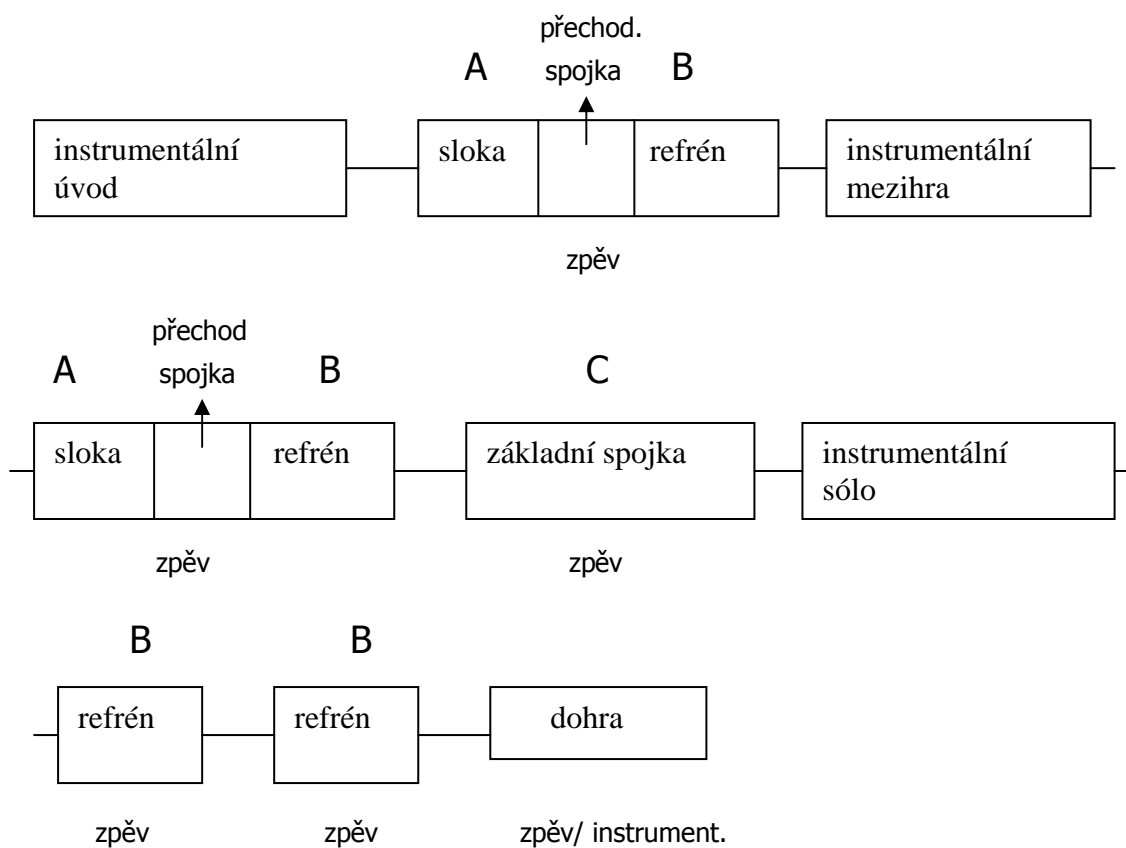 přechod.
A spojka B
instrumentální úvod sloka refrén instrumentální mezihra
zpěv
přechod
A spojka B C
sloka refrén základní spojka instrumentální sólo
zpěv zpěv
B B
refrén refrén dohra
zpěv zpěv zpěv/ instrument.